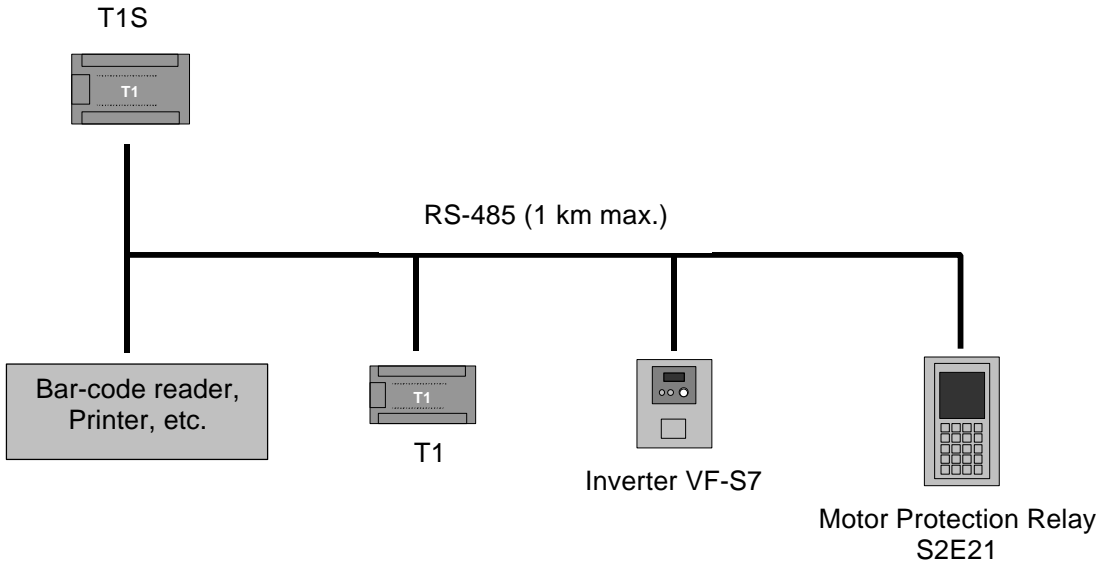 T1S
T1
RS-485 (1 km max.)
Bar-code reader,
Printer, etc.
T1
T1
Inverter VF-S7
Motor Protection Relay
S2E21